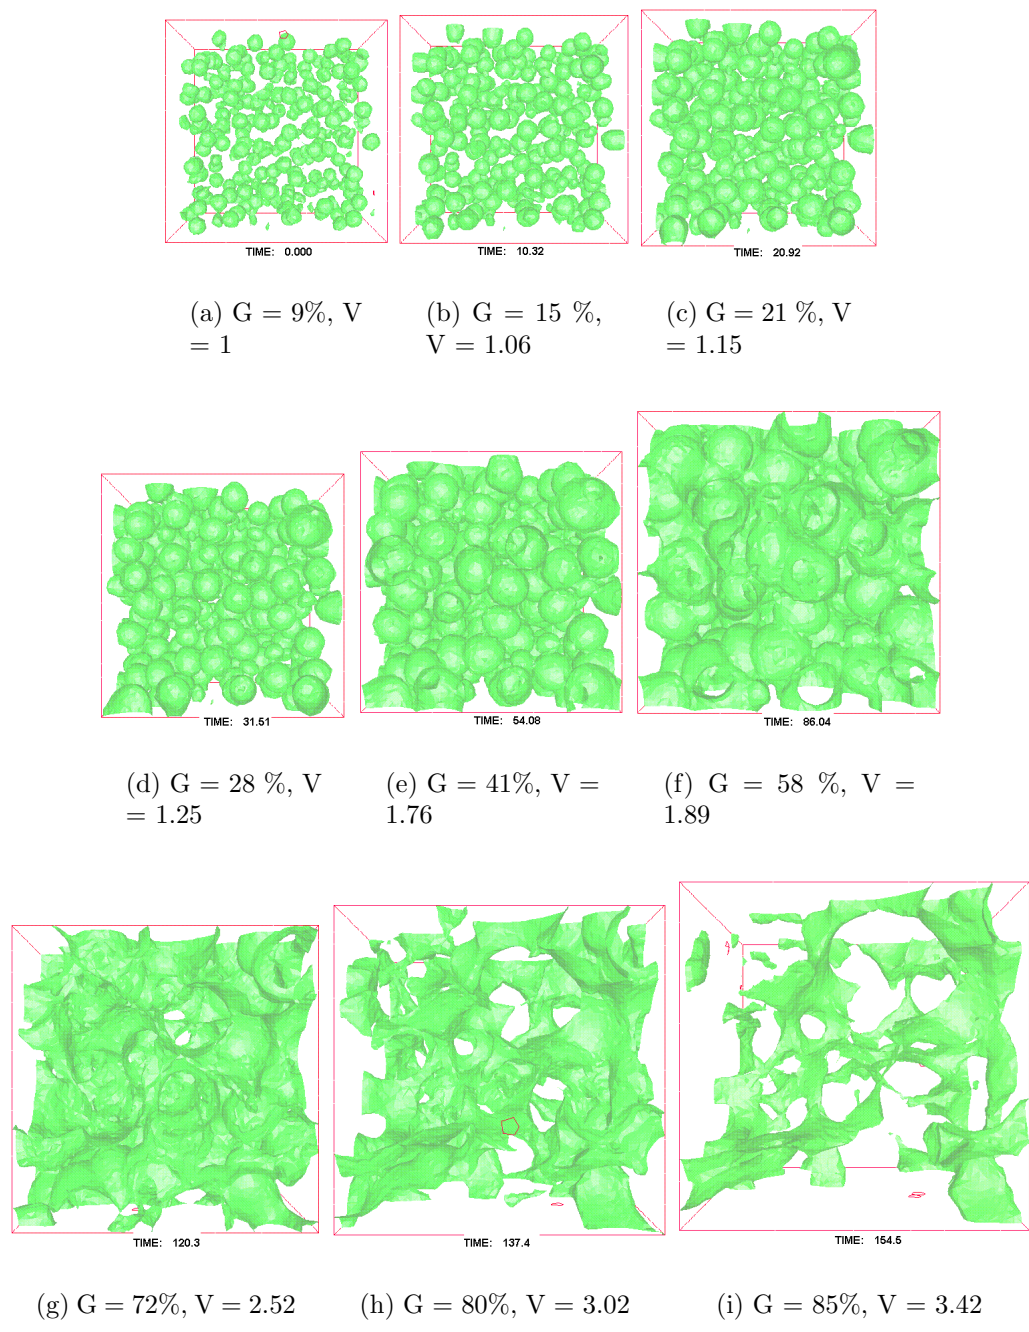 TIME: 0.000
TIME: 10.32
TIME: 20.92
(a) G = 9%, V
= 1
(b) G = 15 %,
V = 1.06
(c) G = 21 %, V
= 1.15
TIME: 31.51
TIME: 54.08
TIME: 86.04
(d) G = 28 %, V
= 1.25
(e) G = 41%, V =
1.76
(f) G = 58 %, V =
1.89
TIME: 120.3
TIME: 137.4
TIME: 154.5
(g) G = 72%, V = 2.52
(h) G = 80%, V = 3.02
(i) G = 85%, V = 3.42